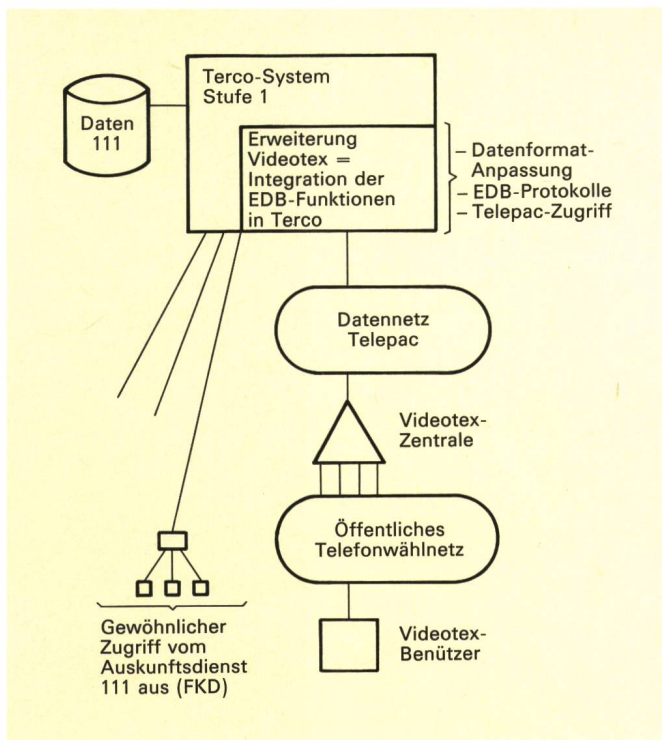 Terco-System
Stufe 1
Daten
111
Erweiterung
Videotex =
Integration der
EDB-Funktionen
in Terco
– Datenformat-
Anpassung
– EDB-Protokolle
– Telepac-Zugriff
Datennetz
Telepac
Videotex-
Zentrale
Öffentliches
Telefonwählnetz
Gewöhnlicher
Zugriff vom
Auskunftsdienst
111 aus (FKD)
Videotex-
Benützer